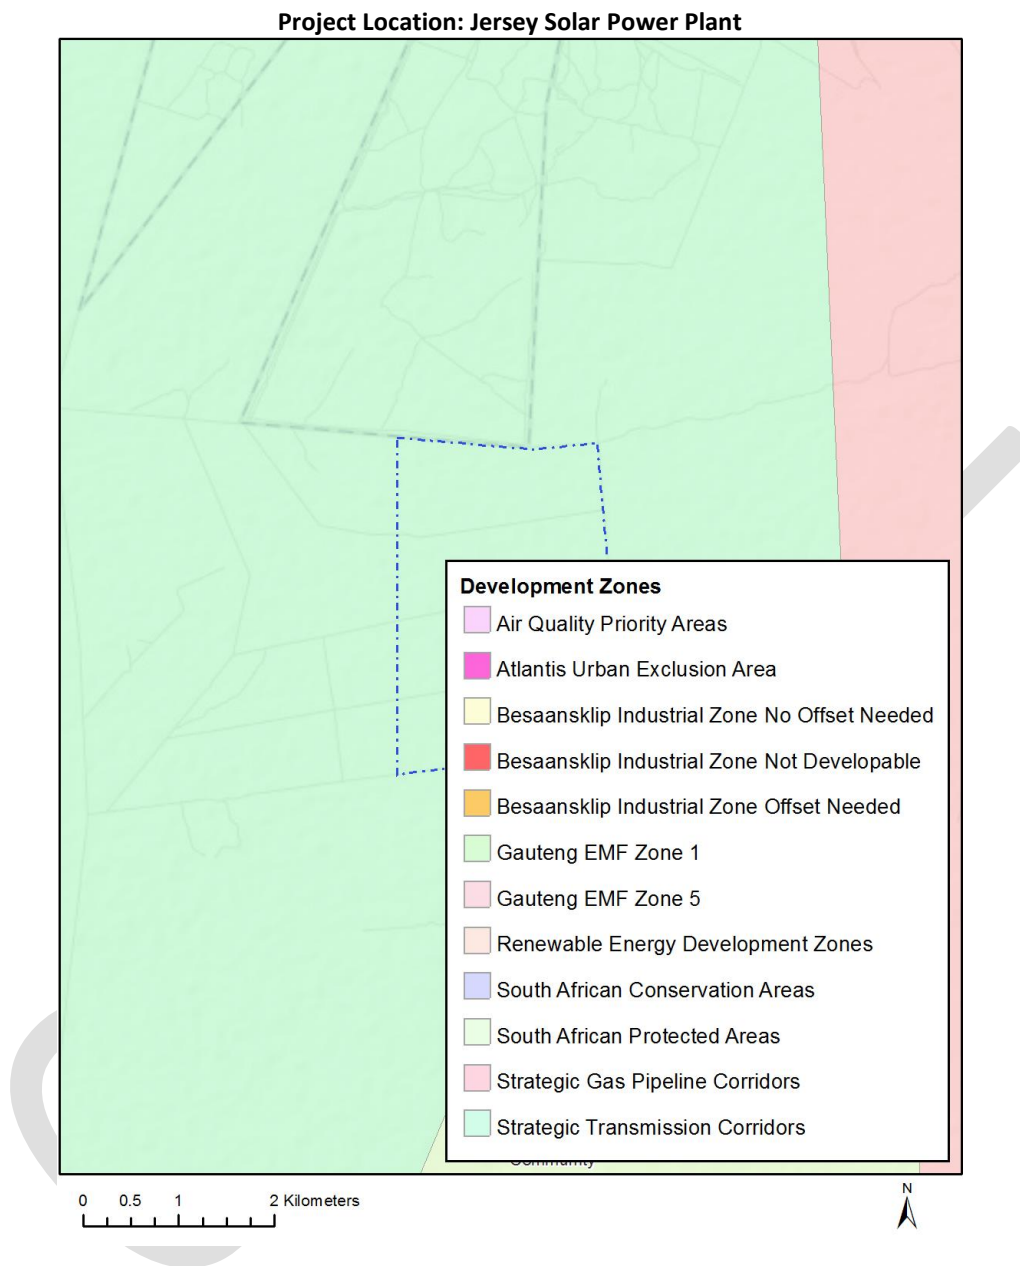 Project Location: Jersey Solar Power Plant
Development Zones
Air Quality Priority Areas
Atlantis Urban Exclusion Area
Besaansklip Industrial Zone No Offset Needed
Besaansklip Industrial Zone Not Developable
Besaansklip Industrial Zone Offset Needed
Gauteng EMF Zone 1
Gauteng EMF Zone 5
Renewable Energy Development Zones
South African Conservation Areas
South African Protected Areas
Strategic Gas Pipeline Corridors
Strategic Transmission Corridors
Community
0 0.5 1 2 Kilometers
N